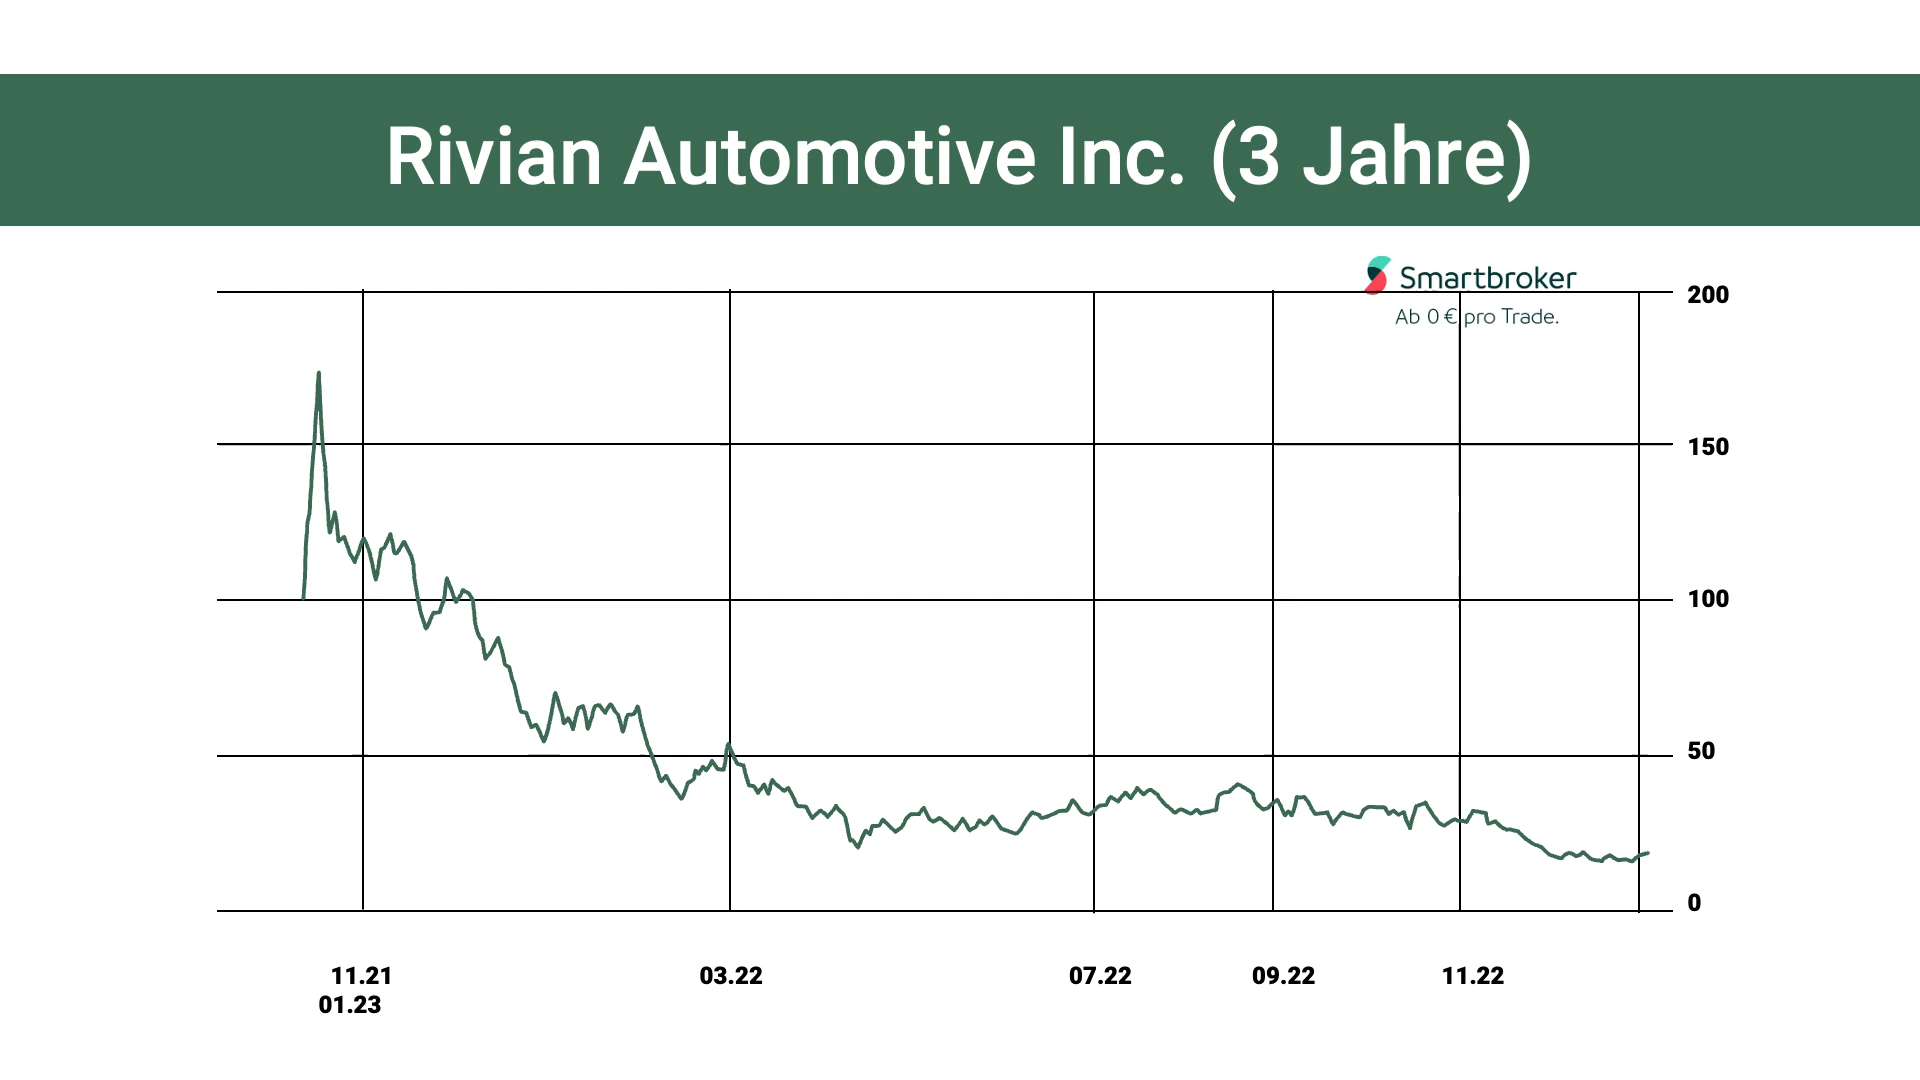 Rivian Automotive Inc. (3 Jahre)
Smartbroker
Ab 0 € pro Trade.
200
150
100
50
0
11.21 03.22 07.22 09.22 11.22
01.23